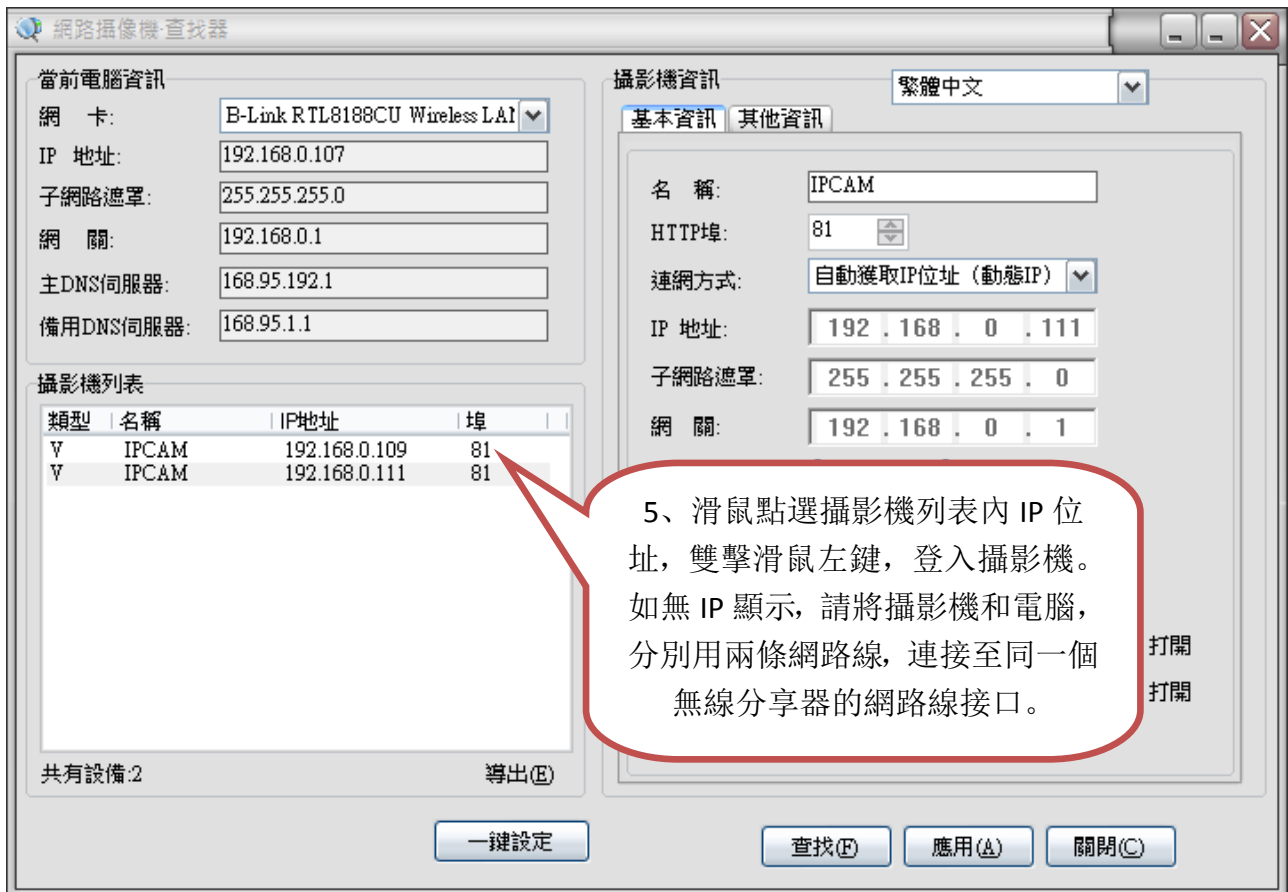 網路攝像機-查找器
當前電腦資訊
網 卡: B-Link RTL8188CU Wireless LAN
IP 地址: 192.168.0.107
子網路遮罩: 255.255.255.0
網 關: 192.168.0.1
主DNS伺服器: 168.95.192.1
備用DNS伺服器: 168.95.1.1
攝影機列表
類型 名稱 IP地址 埠
V IPCAM 192.168.0.109 81
V IPCAM 192.168.0.111 81
共有設備:2 導出(E)
一鍵設定
攝影機資訊 繁體中文
基本資訊 其他資訊
名 稱: IPCAM
HTTP埠: 81
連網方式: 自動獲取IP位址（動態IP）
IP 地址: 192 . 168 . 0 . 111
子網路遮罩: 255 . 255 . 255 . 0
網 關: 192 . 168 . 0 . 1
5、滑鼠點選攝影機列表內 IP 位
址，雙擊滑鼠左鍵，登入攝影機。
如無 IP 顯示，請將攝影機和電腦，
分別用兩條網路線，連接至同一個
無線分享器的網路線接口。
打開
打開
查找(F) 應用(A) 關閉(C)